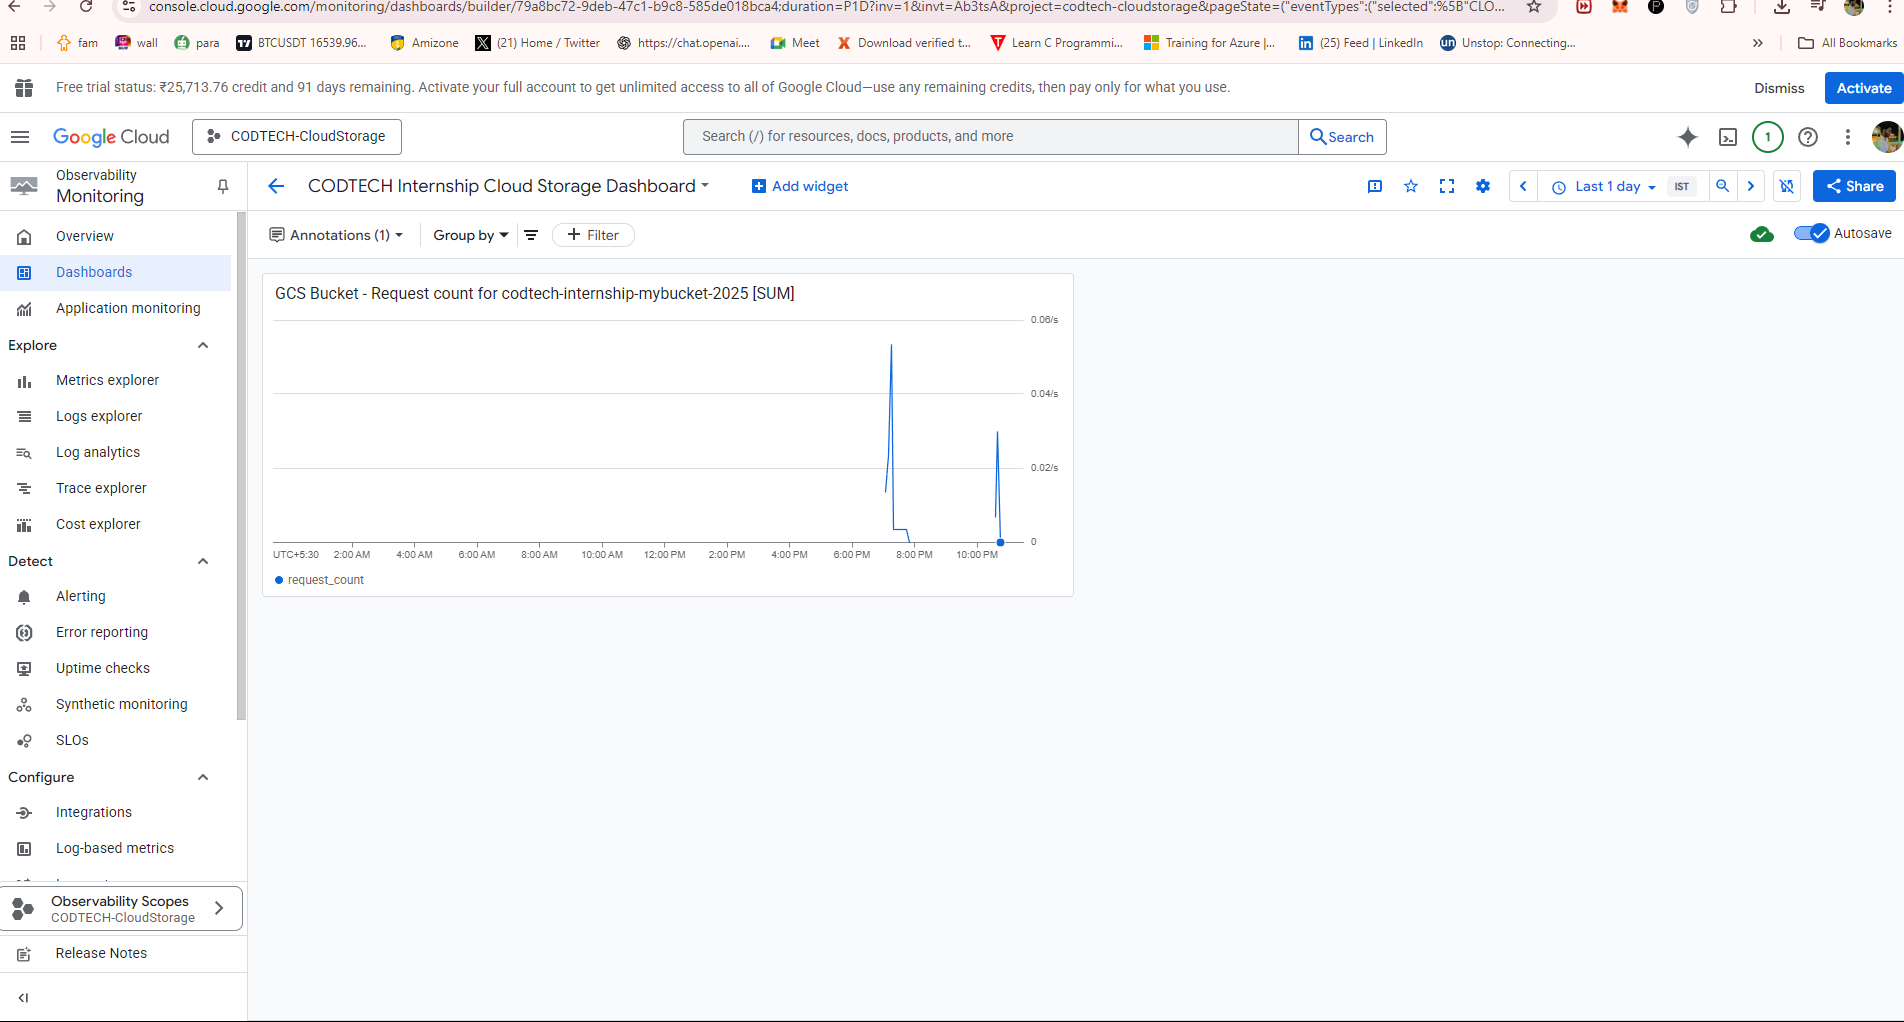 console.cloud.google.com/monitoring/dashboards/builder/79a8bc72-9deb-47c1-b9c8-585de018bca4;duration=P1D?inv=1&invt=Ab3tsA&project=codtech-cloudstorage&pageState=("eventTypes":("selected":%5B"CLO...
fam wall para BTCUSDT 16539.96... Amizone (21) Home / Twitter https://chat.openai.... Meet Download verified t... Learn C Programmi... Training for Azure |... (25) Feed | LinkedIn Unstop: Connecting... » All Bookmarks
Free trial status: ₹25,713.76 credit and 91 days remaining. Activate your full account to get unlimited access to all of Google Cloud—use any remaining credits, then pay only for what you use. Dismiss Activate
Google Cloud CODTECH-CloudStorage Search (/) for resources, docs, products, and more Search 1
Observability
Monitoring
CODTECH Internship Cloud Storage Dashboard Add widget Last 1 day IST Share
Annotations (1) Group by Filter Autosave
Overview
Dashboards
Application monitoring
Explore
Metrics explorer
Logs explorer
Log analytics
Trace explorer
Cost explorer
Detect
Alerting
Error reporting
Uptime checks
Synthetic monitoring
SLOs
Configure
Integrations
Log-based metrics
Observability Scopes
CODTECH-CloudStorage
Release Notes
GCS Bucket - Request count for codtech-internship-mybucket-2025 [SUM]
0.06/s
0.04/s
0.02/s
0
UTC+5:30 2:00 AM 4:00 AM 6:00 AM 8:00 AM 10:00 AM 12:00 PM 2:00 PM 4:00 PM 6:00 PM 8:00 PM 10:00 PM
request_count